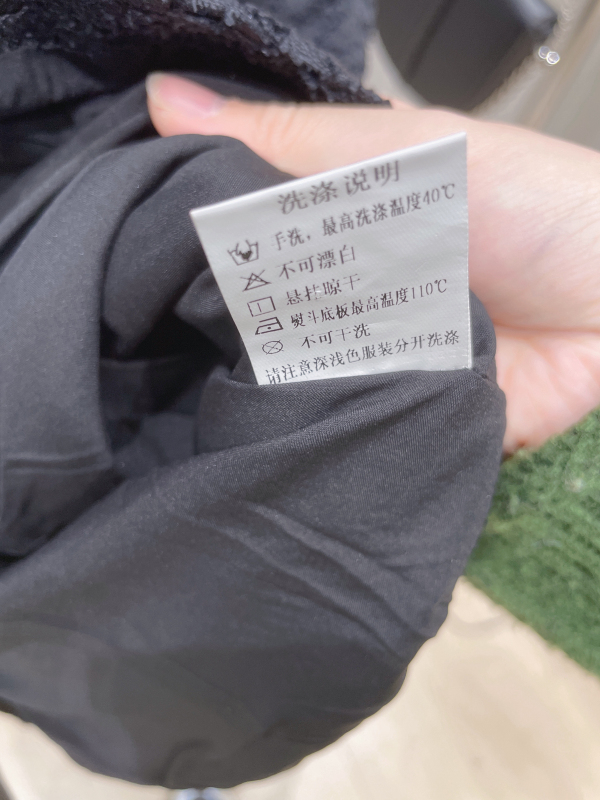 洗涤说明
手洗，最高洗涤温度40℃
不可漂白
悬挂晾干
熨斗底板最高温度110℃
不可干洗
请注意深浅色服装分开洗涤